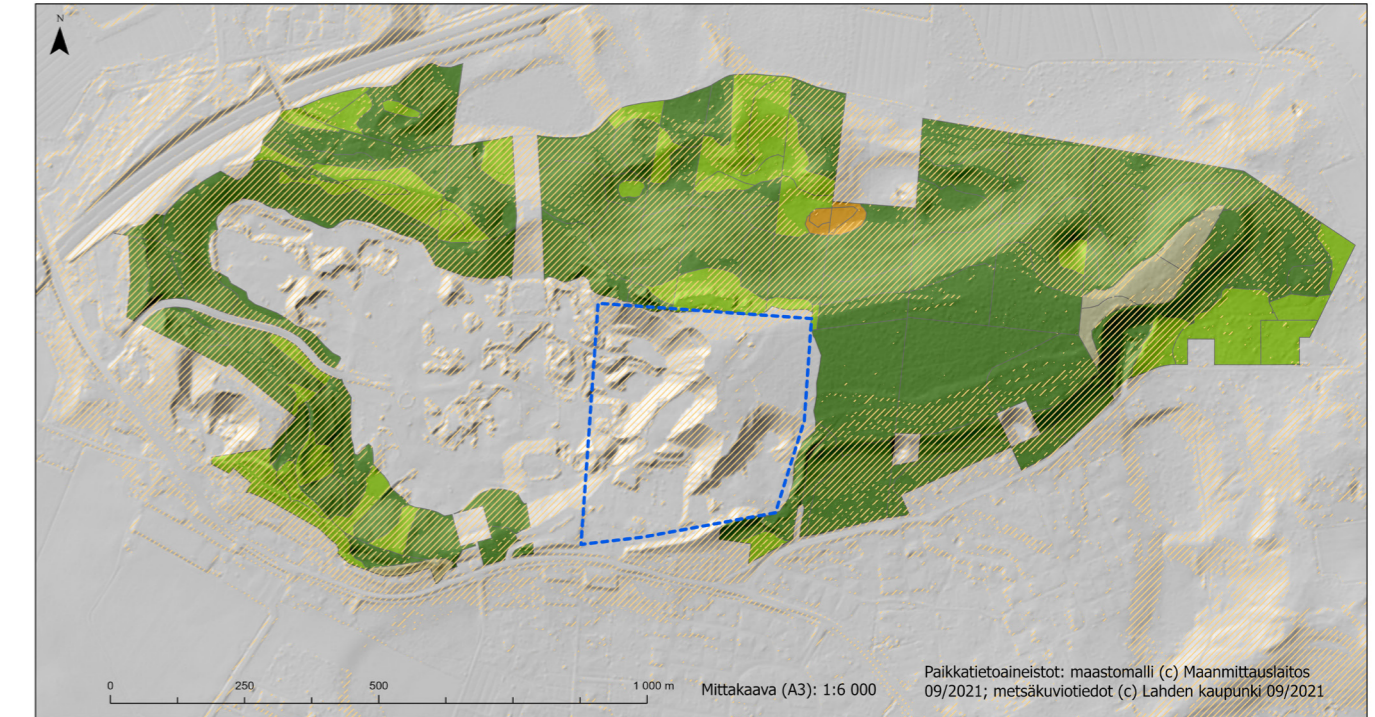 N
0 250 500 1 000 m
Mittakaava (A3): 1:6 000
Paikkatietoaineistot: maastomalli (c) Maanmittauslaitos
09/2021; metsäkuviotiedot (c) Lahden kaupunki 09/2021